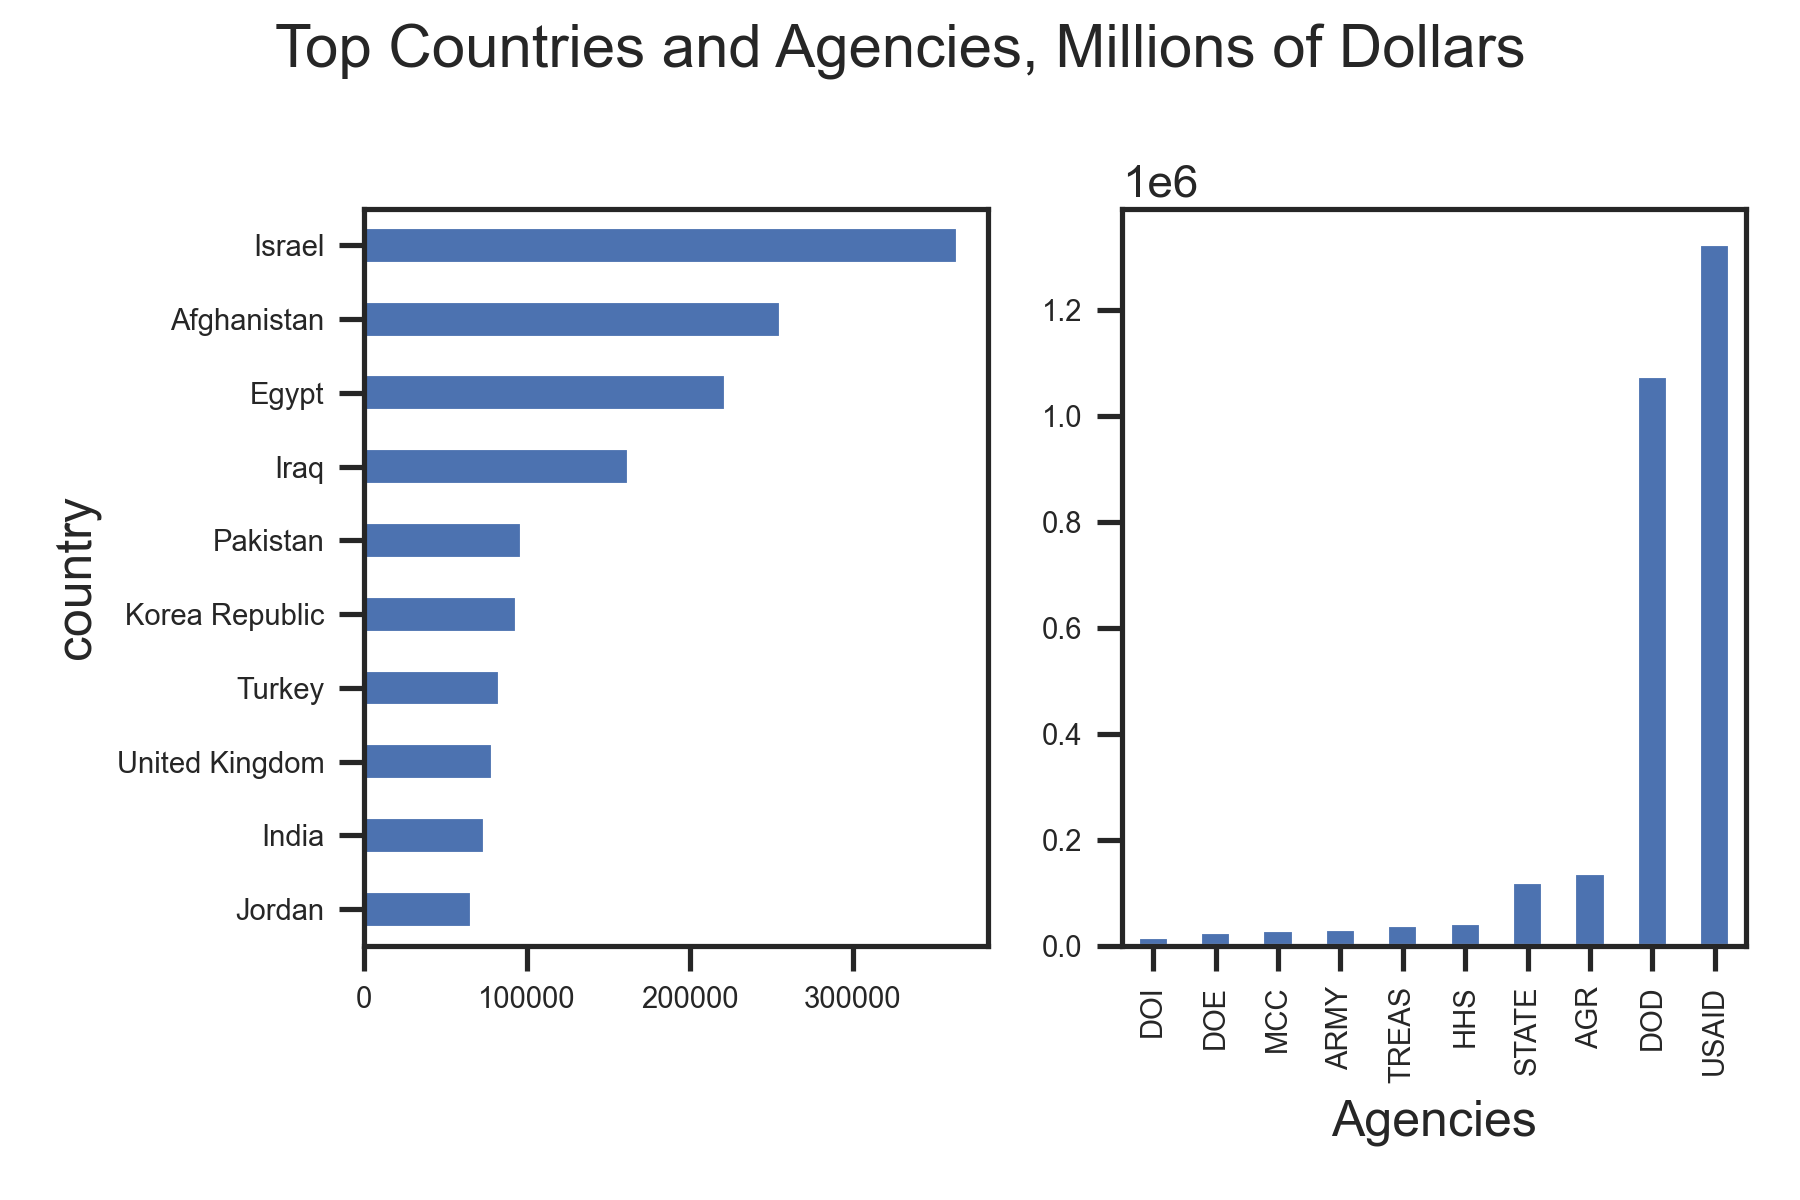 Top Countries and Agencies, Millions of Dollars
country
Israel
Afghanistan
Egypt
Iraq
Pakistan
Korea Republic
Turkey
United Kingdom
India
Jordan
0 100000 200000 300000
1e6
1.2
1.0
0.8
0.6
0.4
0.2
0.0
DOI
DOE
MCC
ARMY
TREAS
HHS
STATE
AGR
DOD
USAID
Agencies